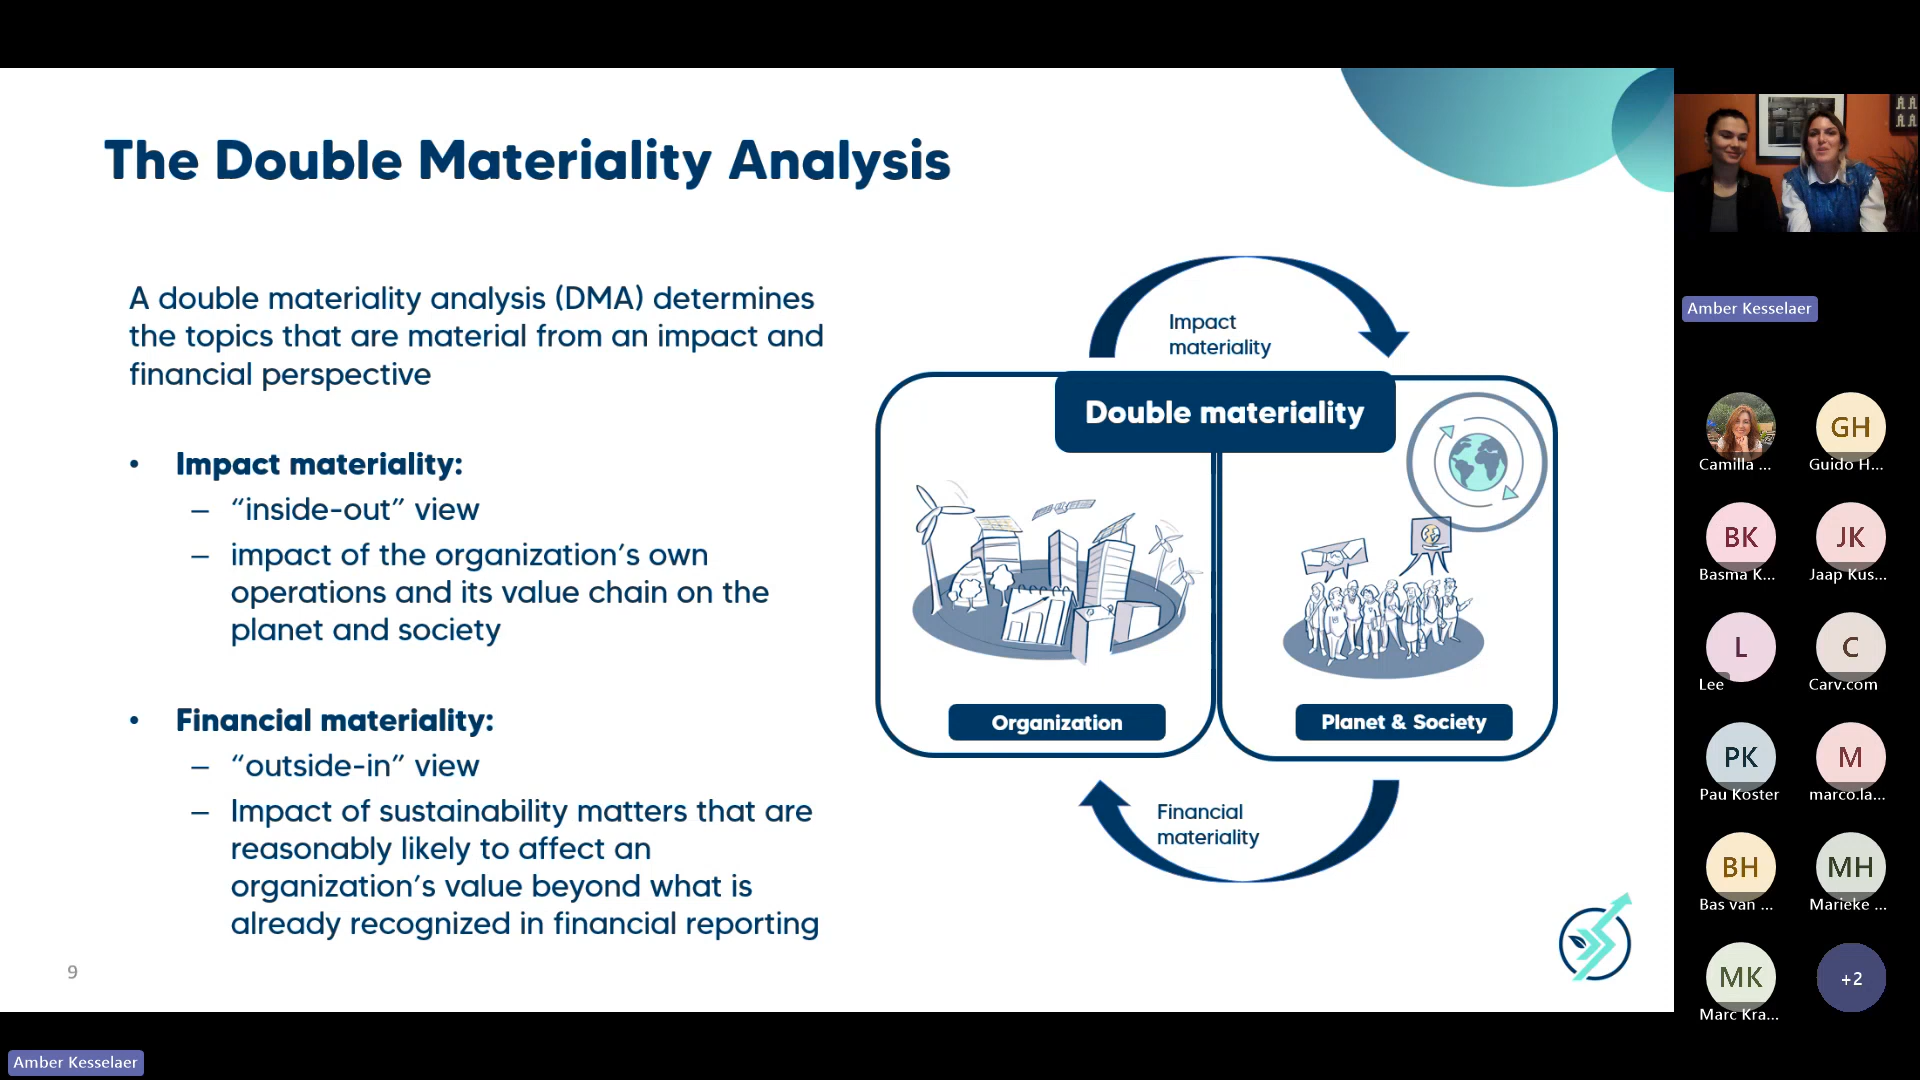 The Double Materiality Analysis
A double materiality analysis (DMA) determines
the topics that are material from an impact and
financial perspective
• Impact materiality:
– “inside-out” view
– impact of the organization’s own
operations and its value chain on the
planet and society
• Financial materiality:
– “outside-in” view
– Impact of sustainability matters that are
reasonably likely to affect an
organization’s value beyond what is
already recognized in financial reporting
9
Impact
materiality
Double materiality
Organization
Planet & Society
Financial
materiality
Amber Kesselaer
Camilla ...
GH
Guido H...
BK
Basma K...
JK
Jaap Kus...
L
Lee
C
Carv.com
PK
Pau Koster
M
marco.la...
BH
Bas van ...
MH
Marieke ...
MK
Marc Kra...
+2
Amber Kesselaer